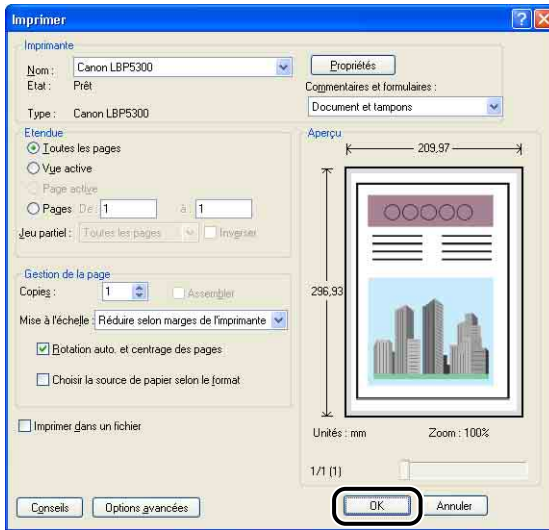 Imprimer
Imprimante
Nom : Canon LBP5300
Propriétés
Etat : Prêt
Commentaires et formulaires :
Type : Canon LBP5300
Document et tampons
Etendue
Toutes les pages
Vue active
Page active
Pages De : 1 à 1
Jeu partiel : Toutes les pages Inverser
Aperçu
209,97
296,93
Unités : mm Zoom : 100%
1/1 (1)
Gestion de la page
Copies : 1 Assembler
Mise à l'échelle : Réduire selon marges de l'imprimante
Rotation auto. et centrage des pages
Choisir la source de papier selon le format
Imprimer dans un fichier
Conseils Options avancées OK Annuler